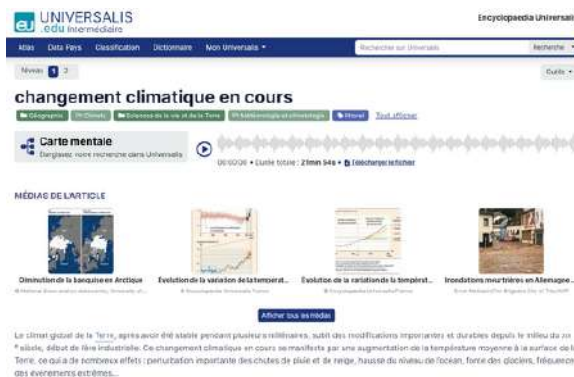 UNIVERSALIS
.edu Intermédiaire
Encyclopædia Universalis
Atlas Data Pays Classification Dictionnaire Mon Universalis
Rechercher sur Universalis Recherche
Niveau 1 2
Outils
changement climatique en cours
Géographie Climats Sciences de la vie et de la Terre Météorologie et climatologie Tout afficher
Carte mentale
Élargissez votre recherche dans Universalis
00:00:00 • Durée totale : 21min 54s • Télécharger le fichier
MÉDIAS DE L'ARTICLE
Diminution de la banquise en Arctique
Évolution de la variation de la températ...
Évolution de la variation de la températ...
Inondations meurtrières en Allemagne...
© Encyclopædia Universalis France
© Encyclopædia Universalis France
Afficher tous les médias
Le climat global de la Terre, après avoir été stable pendant plusieurs millénaires, subit des modifications importantes et durables depuis le milieu du
e siècle, début de l'ère industrielle. Ce changement climatique en cours se manifeste par une augmentation de la température moyenne à la surface de la
Terre, ce qui a de nombreux effets : perturbation importante des chutes de pluie et de neige, hausse du niveau de l'océan, fonte des glaciers, fréquence
des événements extrêmes...